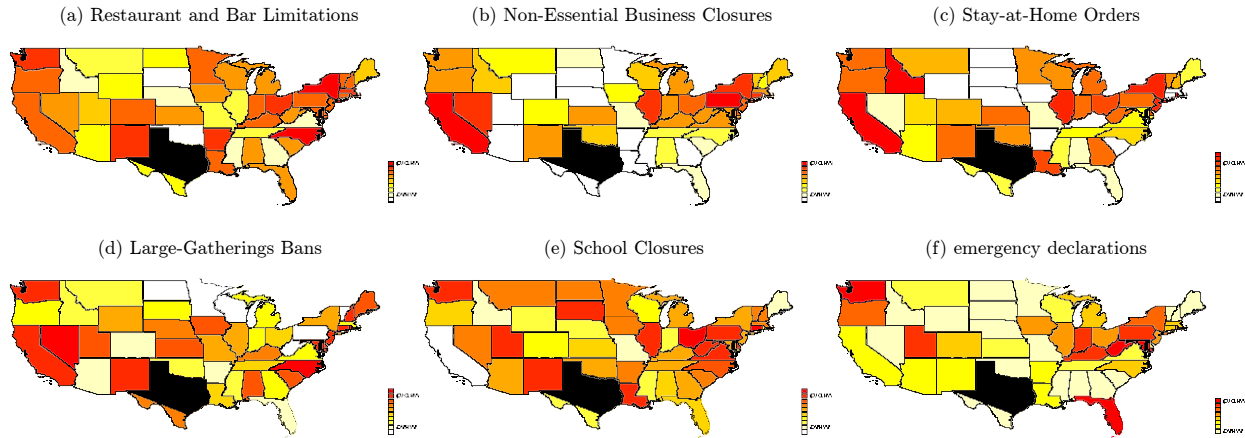 (a) Restaurant and Bar Limitations
(b) Non-Essential Business Closures
(c) Stay-at-Home Orders
(d) Large-Gatherings Bans
(e) School Closures
(f) emergency declarations